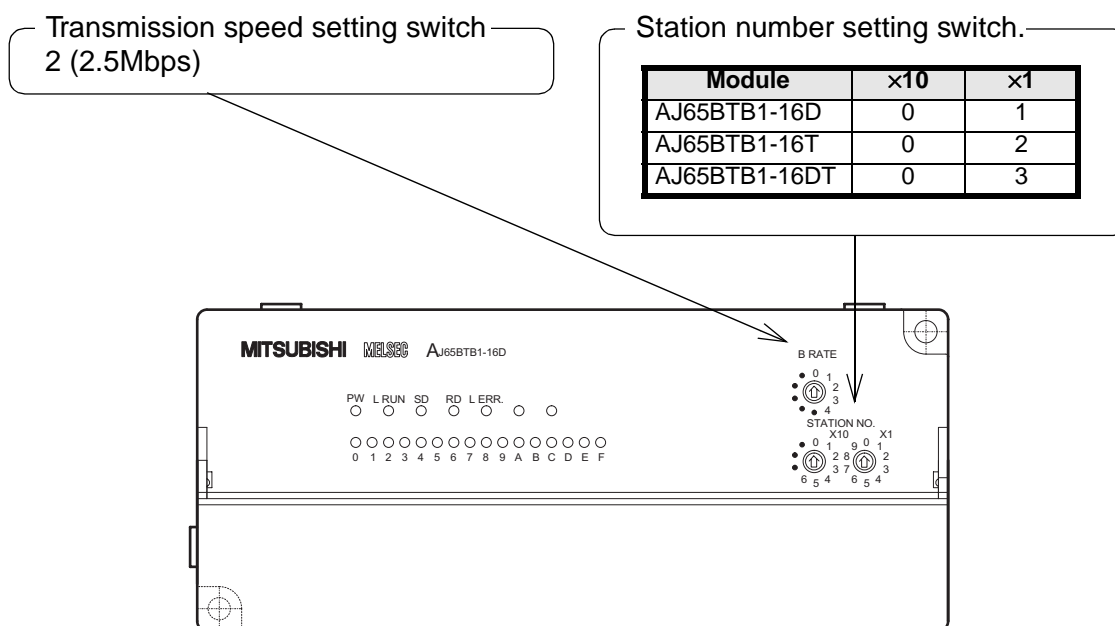 Transmission speed setting switch
2 (2.5Mbps)
Station number setting switch.
Module ×10 ×1
AJ65BTB1-16D 0 1
AJ65BTB1-16T 0 2
AJ65BTB1-16DT 0 3
MITSUBISHI MELSEC AJ65BTB1-16D
B RATE
0 1 2 3 4
PW L RUN SD RD L ERR.
0 1 2 3 4 5 6 7 8 9 A B C D E F
STATION NO.
X10 X1
0 1 2 3 4 5 6
0 1 2 3 4 5 6 7 8 9